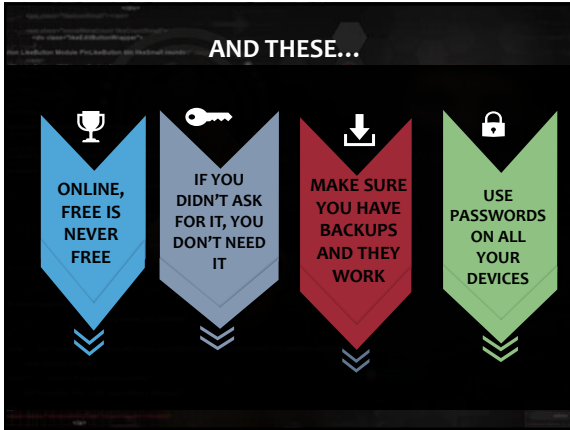 AND THESE…
ONLINE,
FREE IS
NEVER
FREE
IF YOU
DIDN'T ASK
FOR IT, YOU
DON'T NEED
IT
MAKE SURE
YOU HAVE
BACKUPS
AND THEY
WORK
USE
PASSWORDS
ON ALL
YOUR
DEVICES